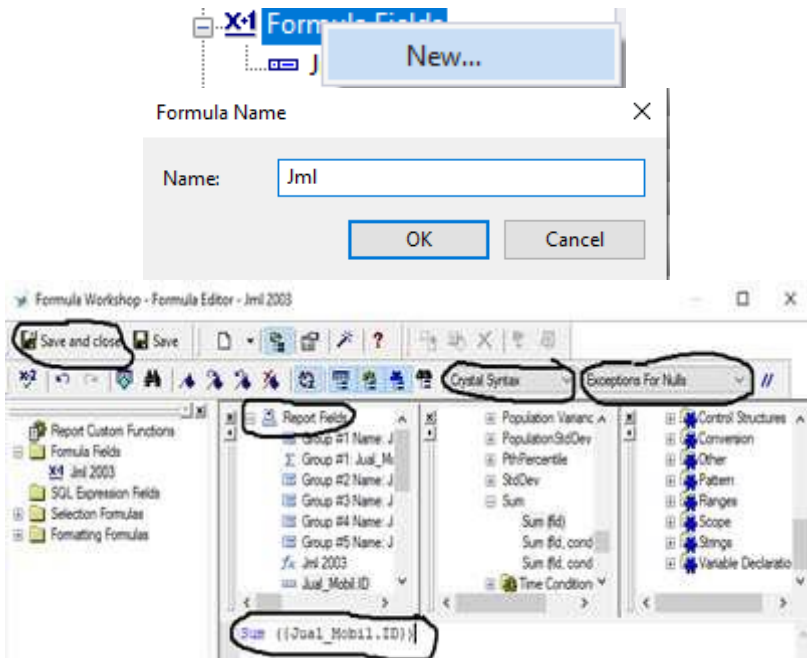 X+1 Formula Fields
J
New...
Formula Name
Name: Jml
OK Cancel
Formula Workshop - Formula Editor - Jml 2003
Save and close Save
Crystal Syntax Exceptions For Nulls //
Report Custom Functions
Formula Fields
Jml 2003
SQL Expression Fields
Selection Formulas
Formatting Formulas
Report Fields
Group #1 Name: J
Σ Group #1: Jual_Mo
Group #2 Name: J
Group #3 Name: J
Group #4 Name: J
Group #5 Name: J
Jml 2003
Jual_Mobil.ID
Population Varianc
PopulationStdDev
PthPercentile
StdDev
Sum
Sum (fld)
Sum (fld, cond
Sum (fld, cond
Time Condition
Control Structures
Conversion
Other
Pattern
Ranges
Scope
Strings
Variable Declaratio
Sum ({Jual_Mobil.ID})